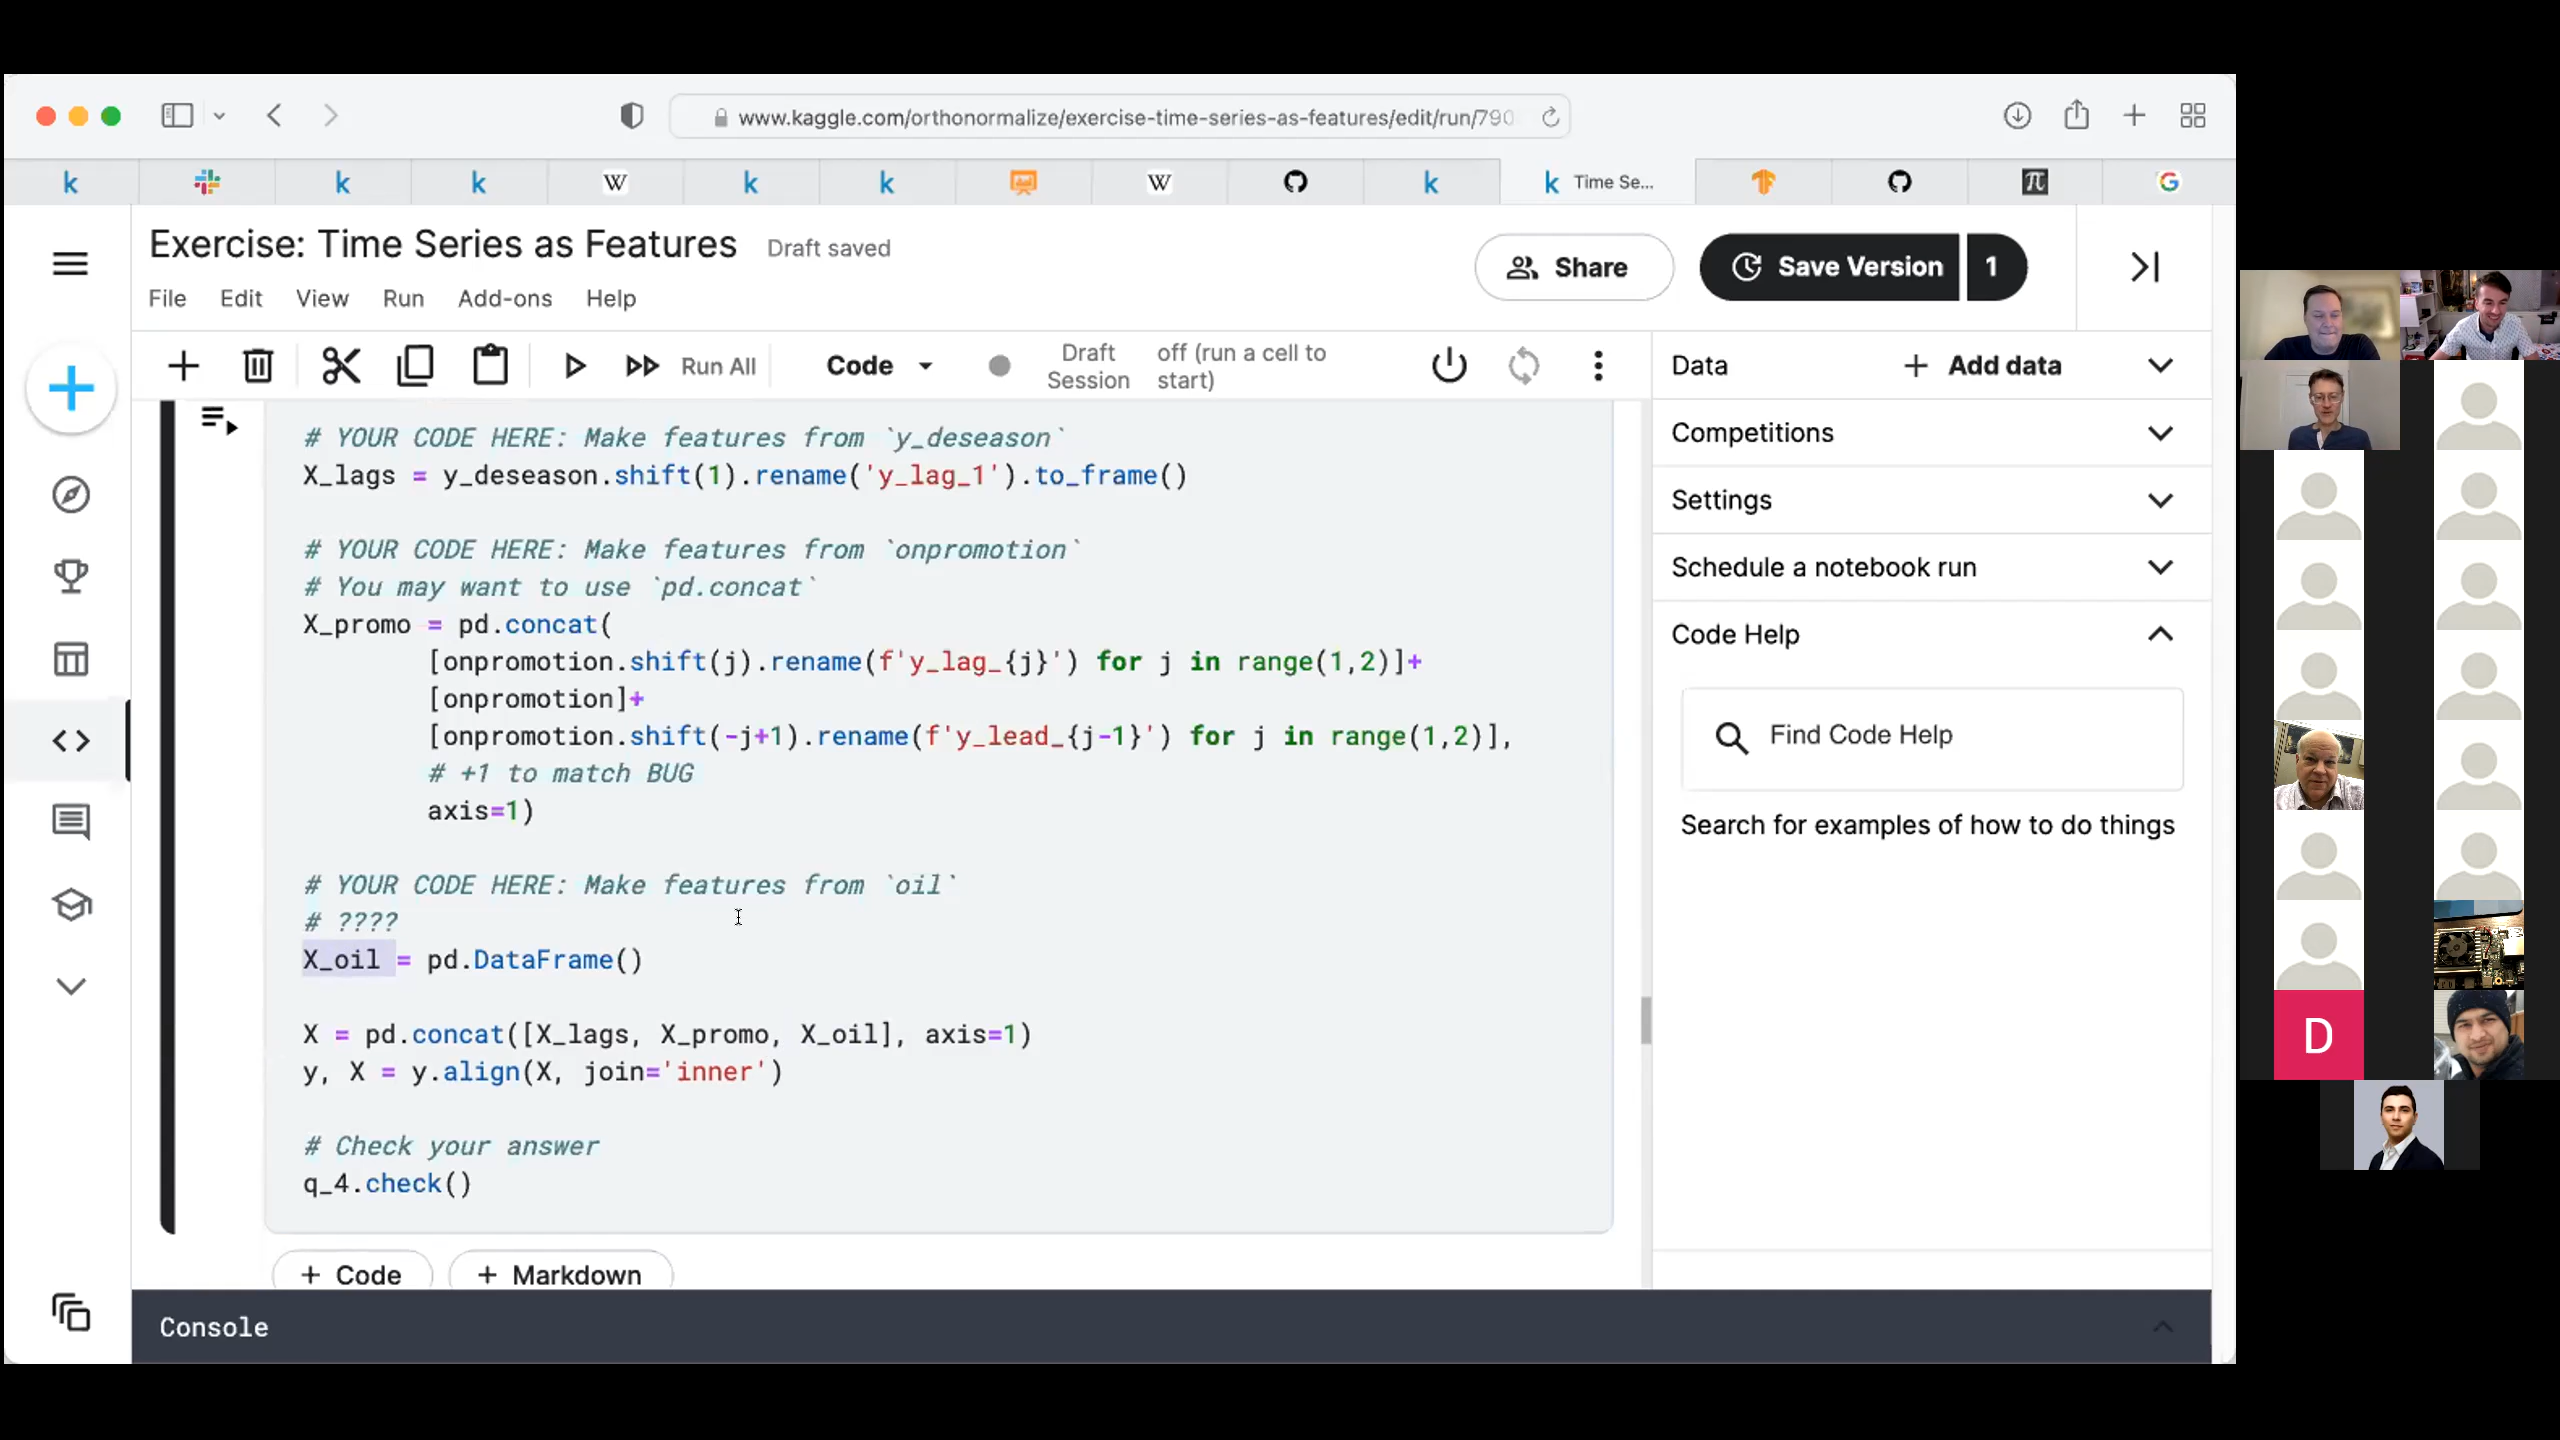 www.kaggle.com/orthonormalize/exercise-time-series-as-features/edit/run/790
k
k
k
W
k
k
W
k
k Time Se...
π
G
Exercise: Time Series as Features Draft saved
File Edit View Run Add-ons Help
Share
Save Version 1
Run All
Code
Draft Session
off (run a cell to start)
# YOUR CODE HERE: Make features from `y_deseason`
X_lags = y_deseason.shift(1).rename('y_lag_1').to_frame()
# YOUR CODE HERE: Make features from `onpromotion`
# You may want to use `pd.concat`
X_promo = pd.concat(
[onpromotion.shift(j).rename(f'y_lag_{j}') for j in range(1,2)]+
[onpromotion]+
[onpromotion.shift(-j+1).rename(f'y_lead_{j-1}') for j in range(1,2)],
# +1 to match BUG
axis=1)
# YOUR CODE HERE: Make features from `oil`
# ????
X_oil = pd.DataFrame()
X = pd.concat([X_lags, X_promo, X_oil], axis=1)
y, X = y.align(X, join='inner')
# Check your answer
q_4.check()
+ Code
+ Markdown
Console
Data
+ Add data
Competitions
Settings
Schedule a notebook run
Code Help
Find Code Help
Search for examples of how to do things
D